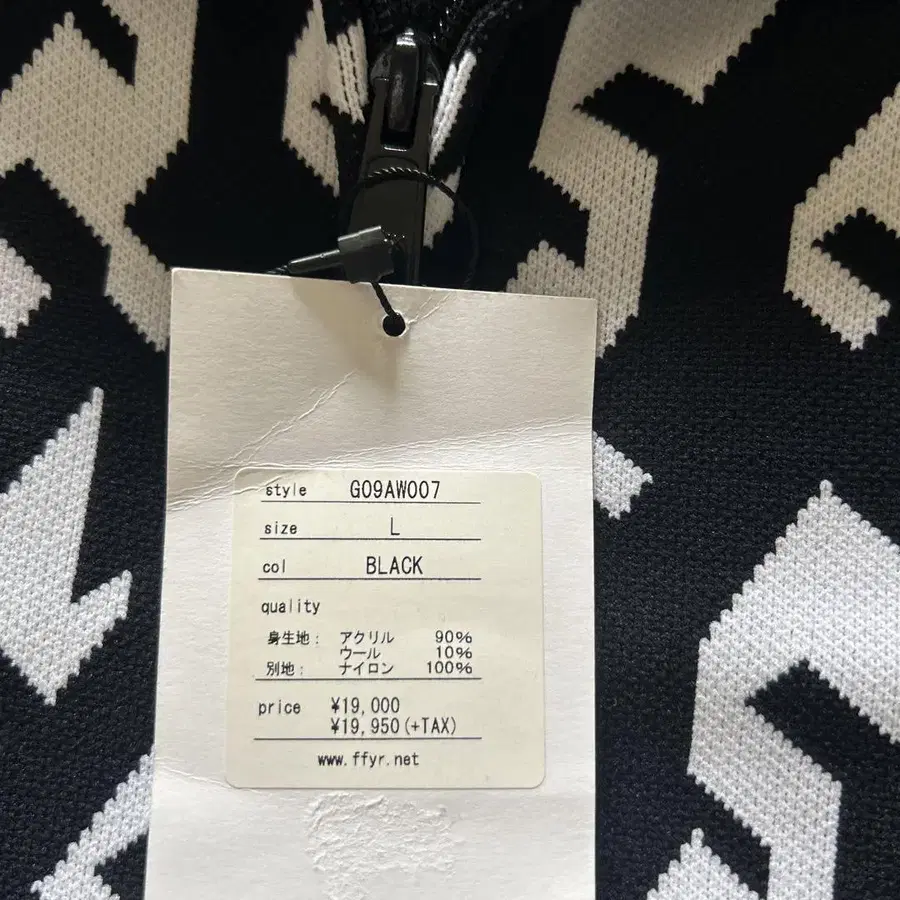 style G09AW007
size L
col BLACK
quality
身生地: アクリル 90%
ウール 10%
別地: ナイロン 100%
price ¥19,000
¥19,950(+TAX)
www.ffyr.net